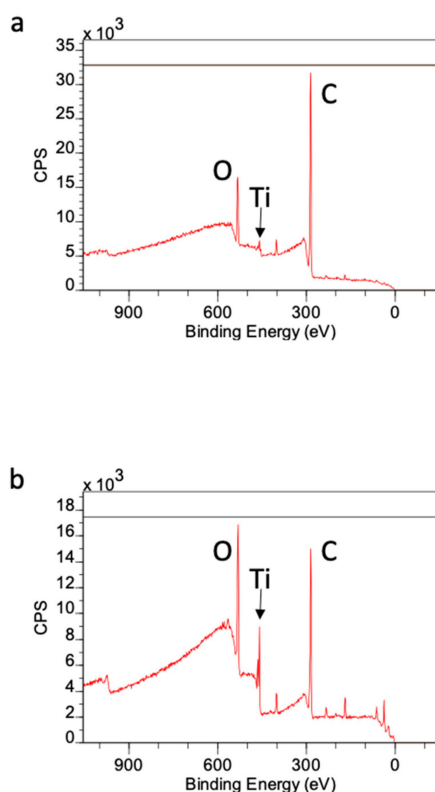 a
x 10³
35
30
25
20
15
10
5
0
CPS
O
Ti
C
900 600 300 0
Binding Energy (eV)
b
x 10³
18
16
14
12
10
8
6
4
2
0
CPS
O
Ti
C
900 600 300 0
Binding Energy (eV)